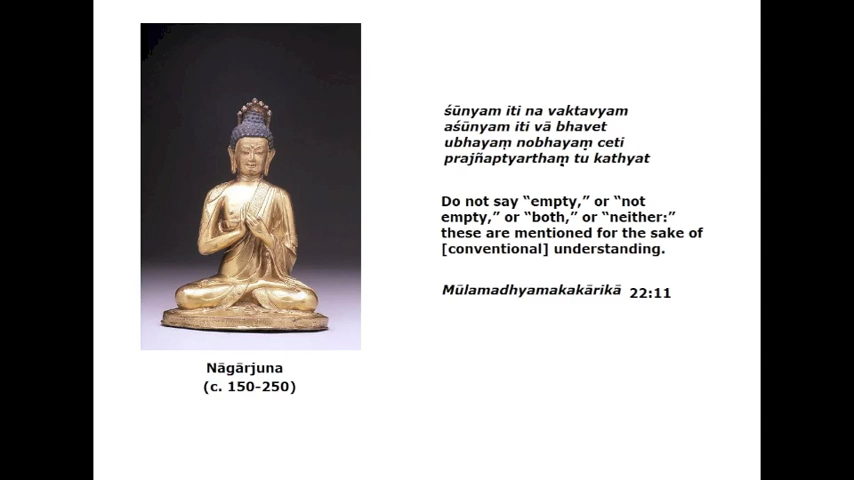 śūnyam iti na vaktavyam
aśūnyam iti vā bhavet
ubhayaṃ nobhayaṃ ceti
prajñaptyarthaṃ tu kathyat
Do not say “empty,” or “not
empty,” or “both,” or “neither:”
these are mentioned for the sake of
[conventional] understanding.
Mūlamadhyamakakārikā 22:11
Nāgārjuna
(c. 150-250)